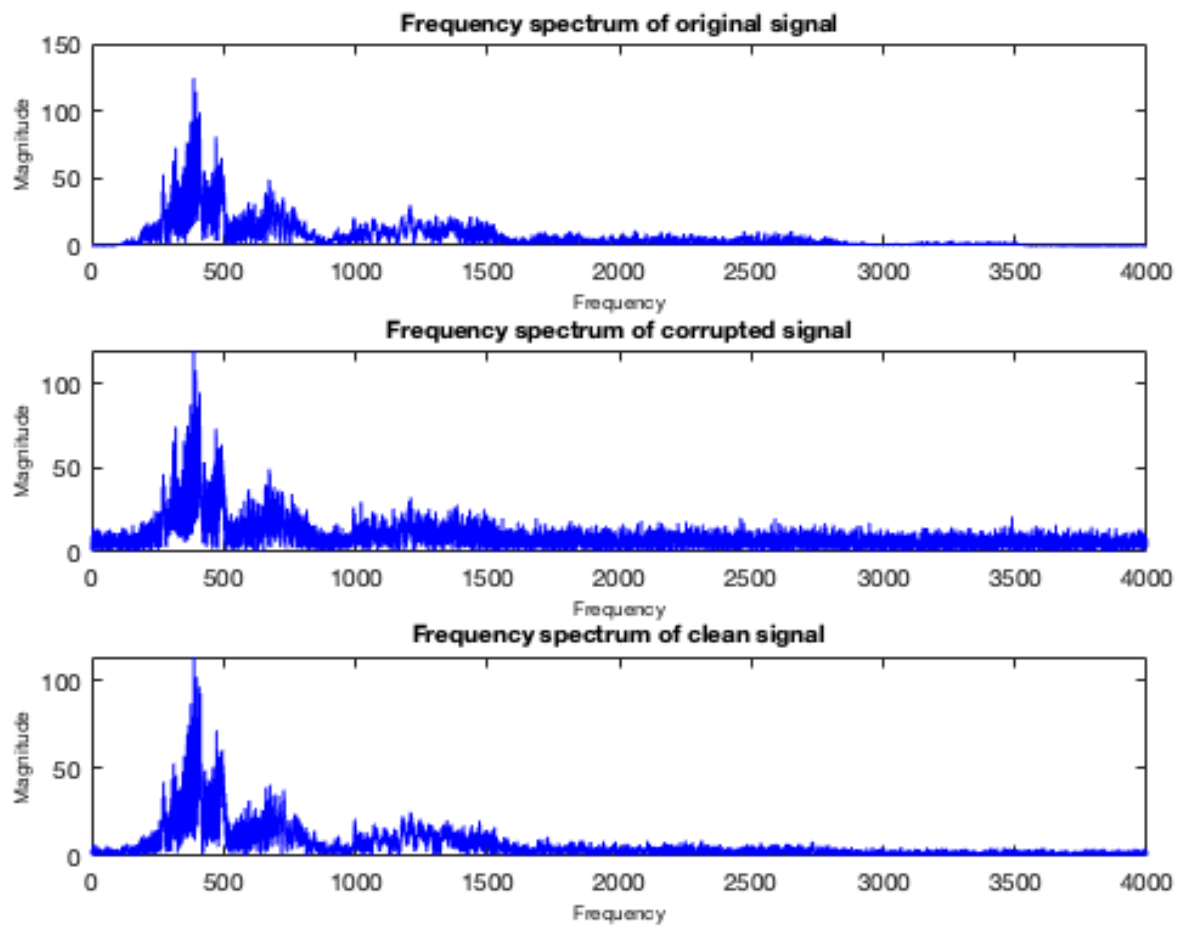 Frequency spectrum of original signal
150
100
50
0
Magnitude
0 500 1000 1500 2000 2500 3000 3500 4000
Frequency
Frequency spectrum of corrupted signal
100
50
0
Magnitude
0 500 1000 1500 2000 2500 3000 3500 4000
Frequency
Frequency spectrum of clean signal
100
50
0
Magnitude
0 500 1000 1500 2000 2500 3000 3500 4000
Frequency